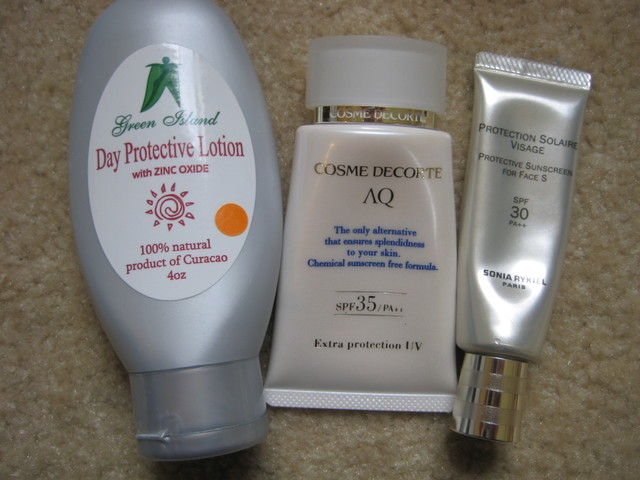 Green Island
Day Protective Lotion
with ZINC OXIDE
100% natural
product of Curacao
4oz
COSME DECORTE
COSME DECORTE
AQ
The only alternative
that ensures splendidness
to your skin.
Chemical sunscreen free formula.
SPF35/PA++
Extra protection UV
PROTECTION SOLAIRE
VISAGE
PROTECTIVE SUNSCREEN
FOR FACE S
SPF
30
PA++
SONIA RYKIEL
PARIS